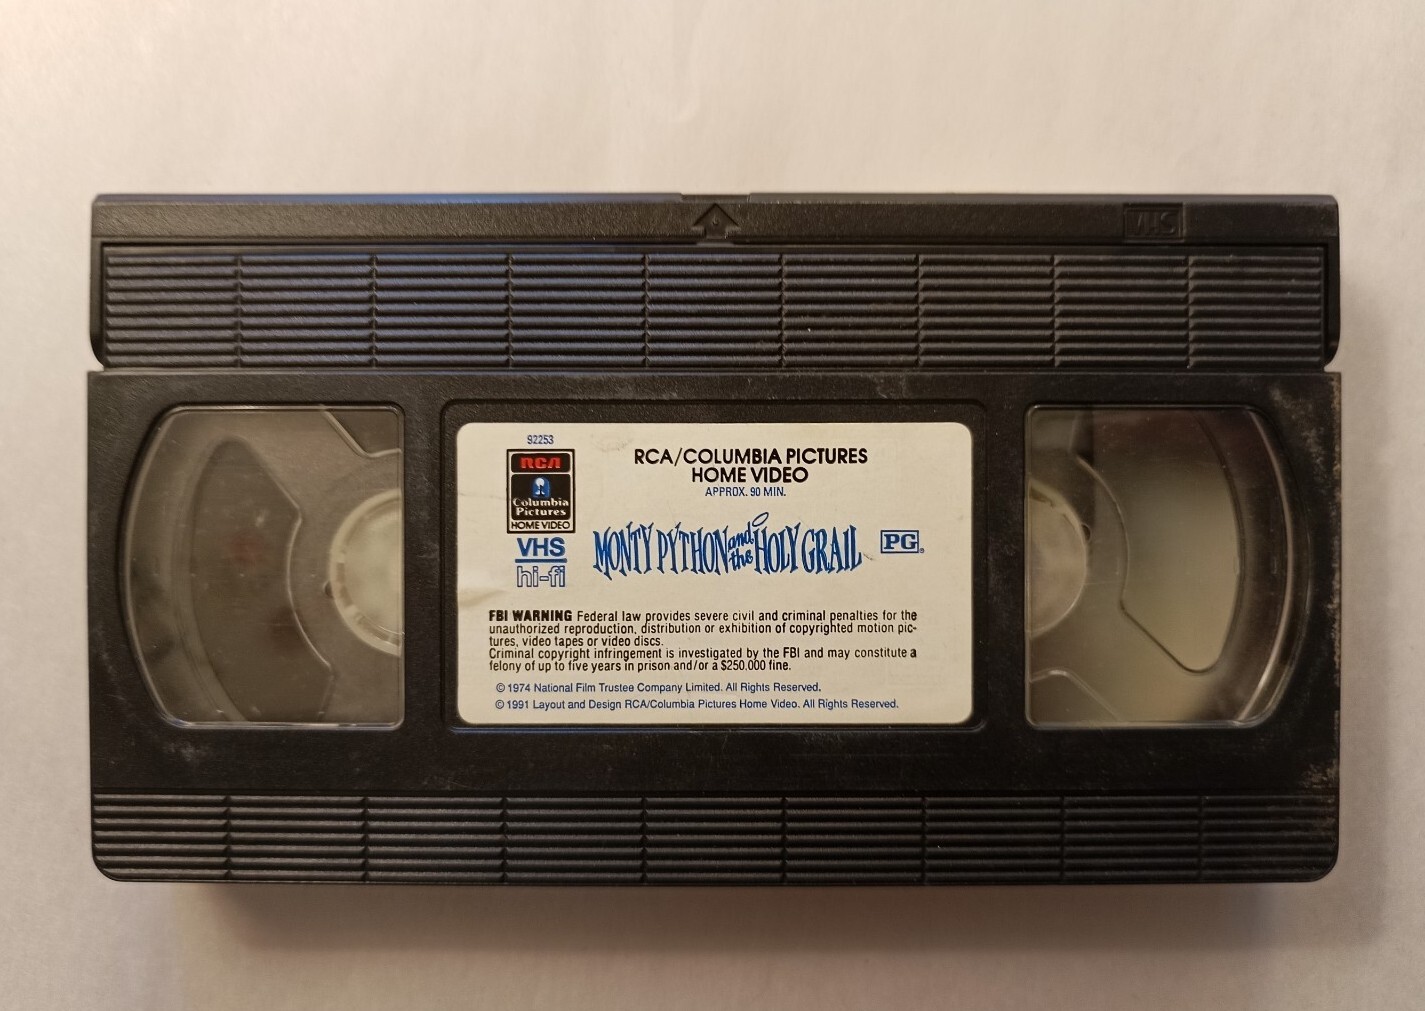 VHS
92253
RCA
Columbia
Pictures
HOME VIDEO
VHS
hi-fi
RCA/COLUMBIA PICTURES
HOME VIDEO
APPROX. 90 MIN.
MONTY PYTHON and the HOLY GRAIL
PG
FBI WARNING Federal law provides severe civil and criminal penalties for the
unauthorized reproduction, distribution or exhibition of copyrighted motion pic-
tures, video tapes or video discs.
Criminal copyright infringement is investigated by the FBI and may constitute a
felony of up to five years in prison and/or a $250.000 fine.
© 1974 National Film Trustee Company Limited. All Rights Reserved.
© 1991 Layout and Design RCA/Columbia Pictures Home Video. All Rights Reserved.